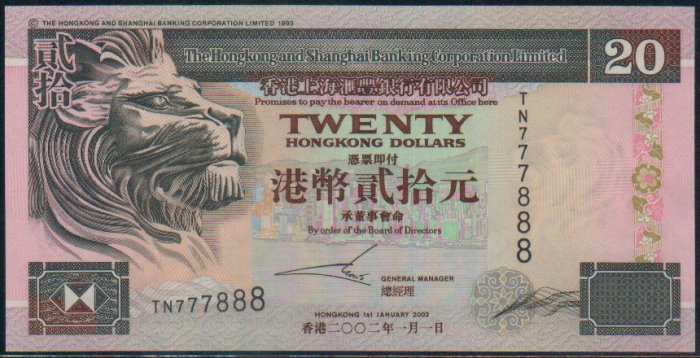 © THE HONGKONG AND SHANGHAI BANKING CORPORATION LIMITED 1993
貳拾
The Hongkong and Shanghai Banking Corporation Limited
20
香港上海滙豐銀行有限公司
Promises to pay the bearer on demand at its Office here
TN777888
TWENTY
HONGKONG DOLLARS
憑票即付
港幣貳拾元
承董事會命
By order of the Board of Directors
GENERAL MANAGER
總經理
TN777888
HONGKONG 1st JANUARY 2002
香港二〇〇二年一月一日